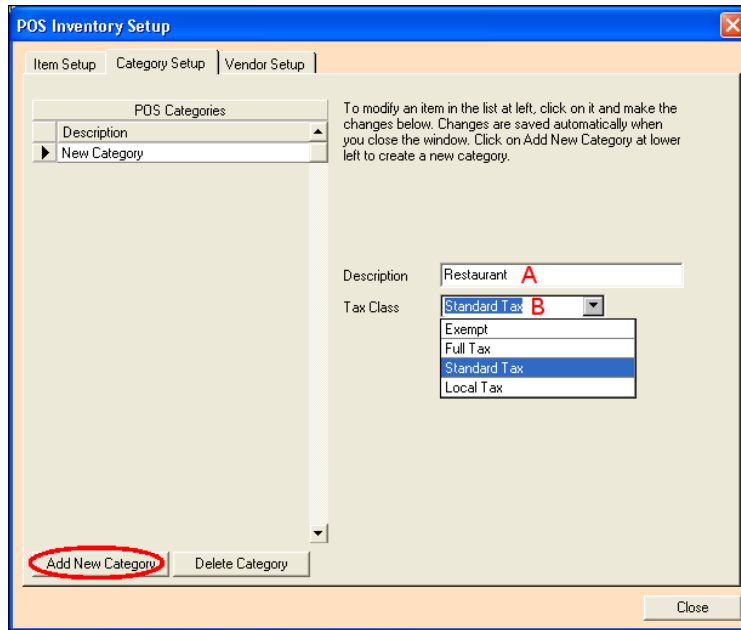 POS Inventory Setup
Item Setup Category Setup Vendor Setup
POS Categories
Description
New Category
To modify an item in the list at left, click on it and make the
changes below. Changes are saved automatically when
you close the window. Click on Add New Category at lower
left to create a new category.
Description Restaurant A
Tax Class Standard Tax B
Exempt
Full Tax
Standard Tax
Local Tax
Add New Category Delete Category
Close